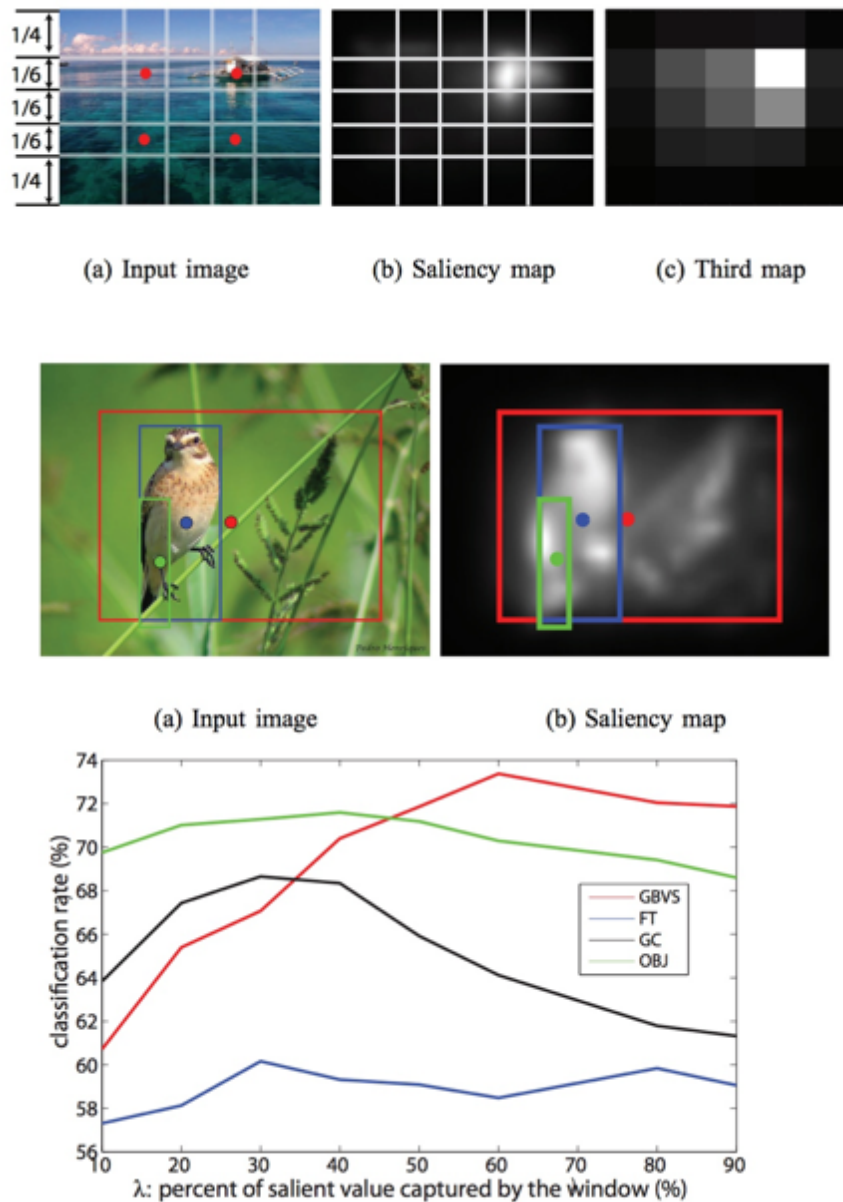 1/4
1/6
1/6
1/6
1/4
(a) Input image (b) Saliency map (c) Third map
Pedro Henriques
(a) Input image (b) Saliency map
classification rate (%)
74
72
70
68
66
64
62
60
58
56
GBVS
FT
GC
OBJ
10 20 30 40 50 60 70 80 90
λ: percent of salient value captured by the window (%)